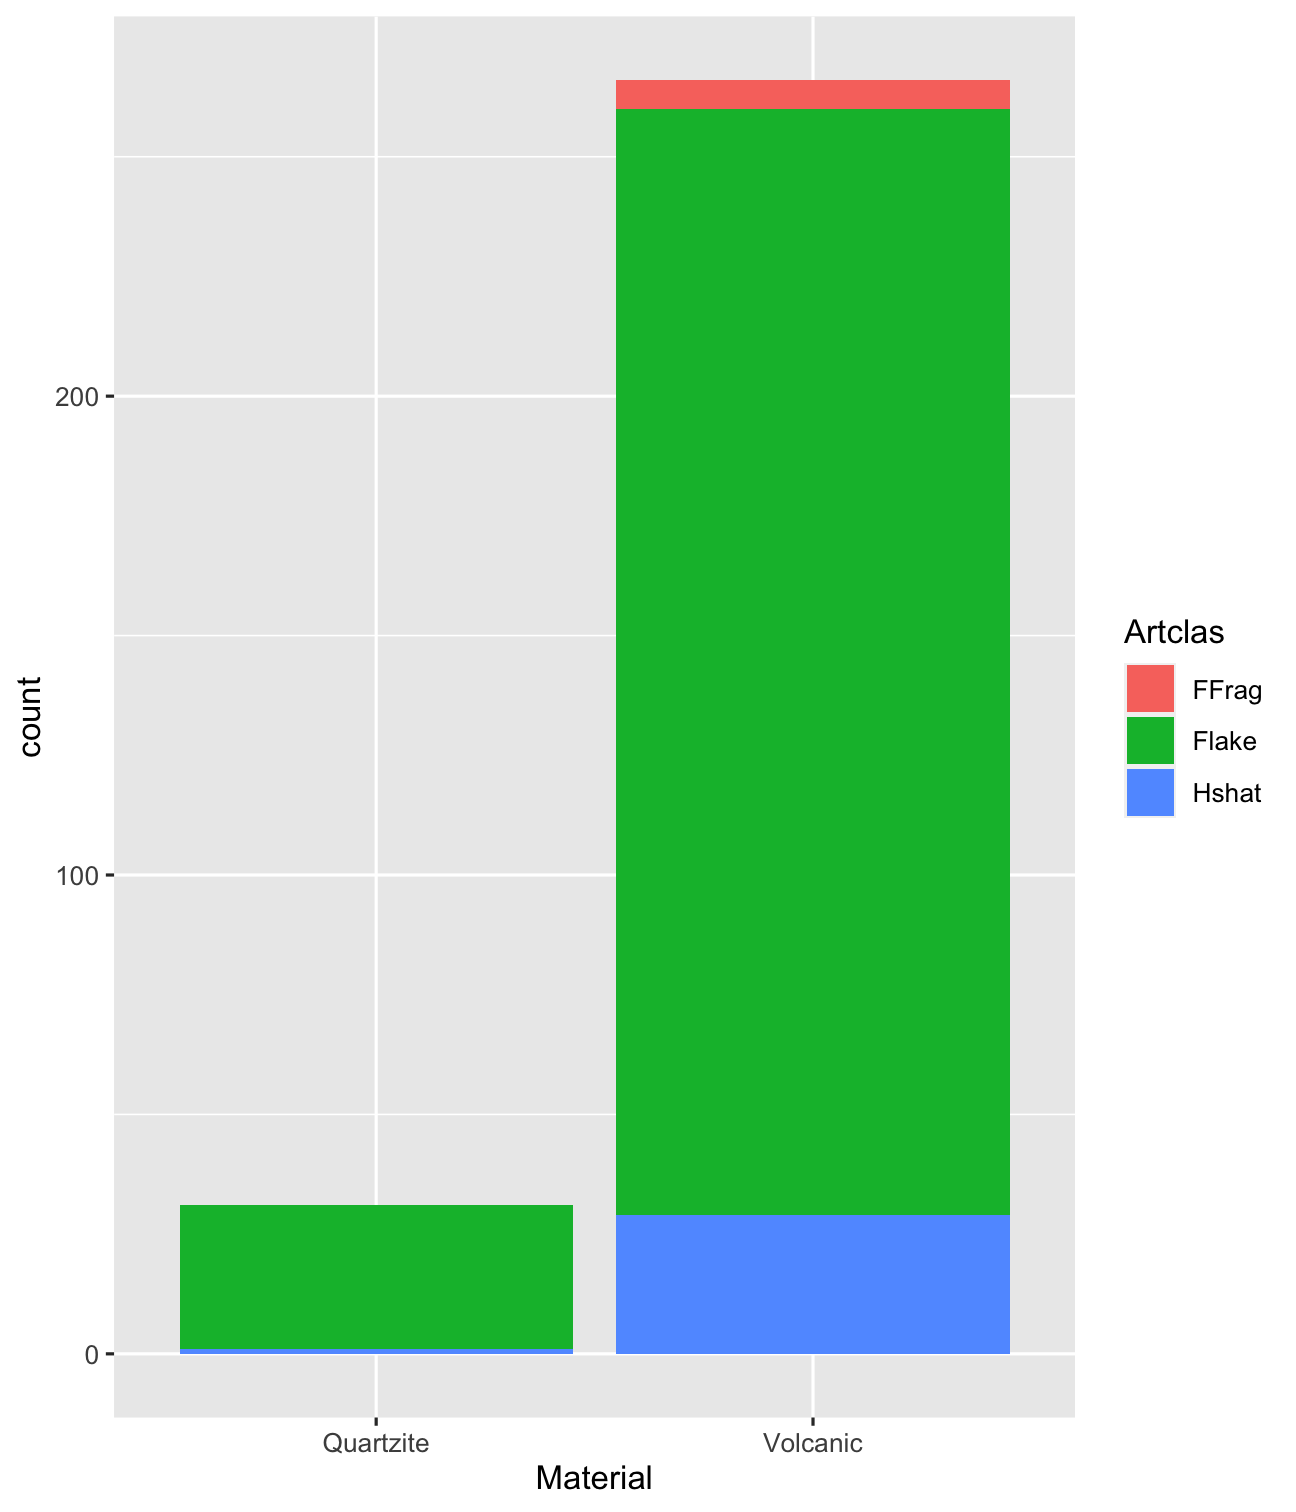 count
200
100
0
Quartzite
Volcanic
Material
Artclas
FFrag
Flake
Hshat